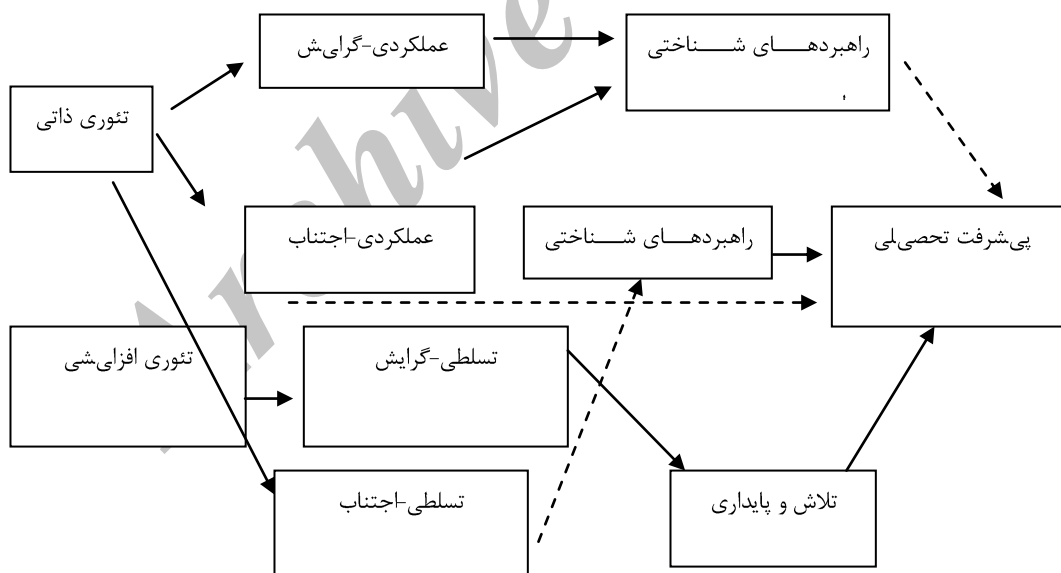 عملکردی-گرایش
راهبردهای شناختی
تئوری ذاتی
عملکردی-اجتناب
راهبردهای شناختی
پیشرفت تحصیلی
تئوری افزایشی
تسلطی-گرایش
تسلطی-اجتناب
تلاش و پایداری
Archive